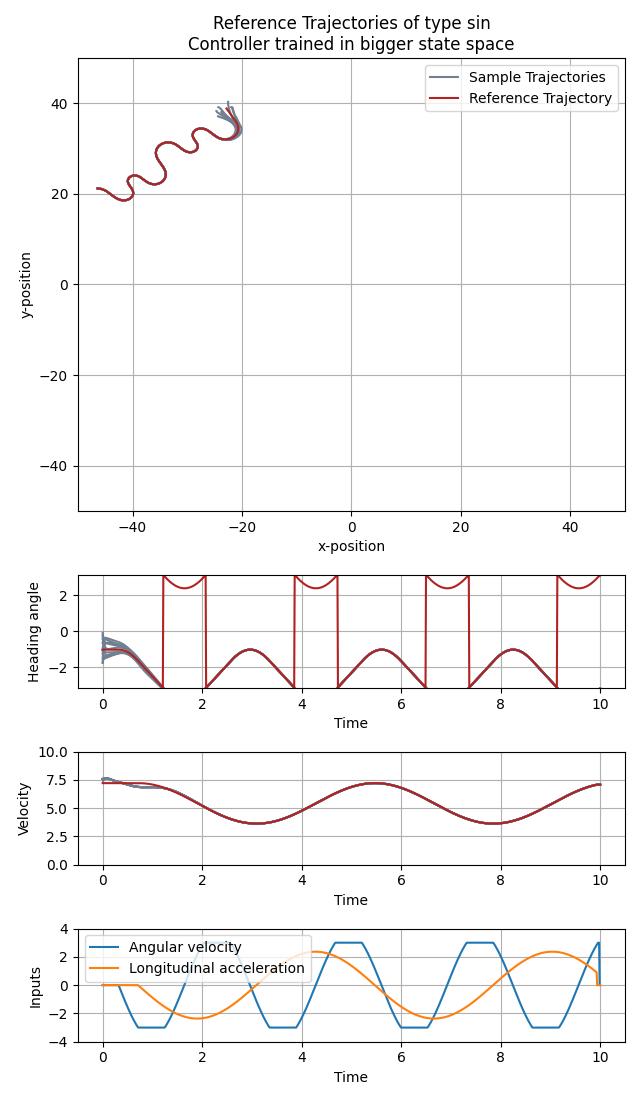 Reference Trajectories of type sin
Controller trained in bigger state space
Sample Trajectories
Reference Trajectory
40
20
0
−20
−40
y-position
−40 −20 0 20 40
x-position
2
0
−2
Heading angle
0 2 4 6 8 10
Time
10.0
7.5
5.0
2.5
0.0
Velocity
0 2 4 6 8 10
Time
Angular velocity
Longitudinal acceleration
4
2
0
−2
−4
Inputs
0 2 4 6 8 10
Time